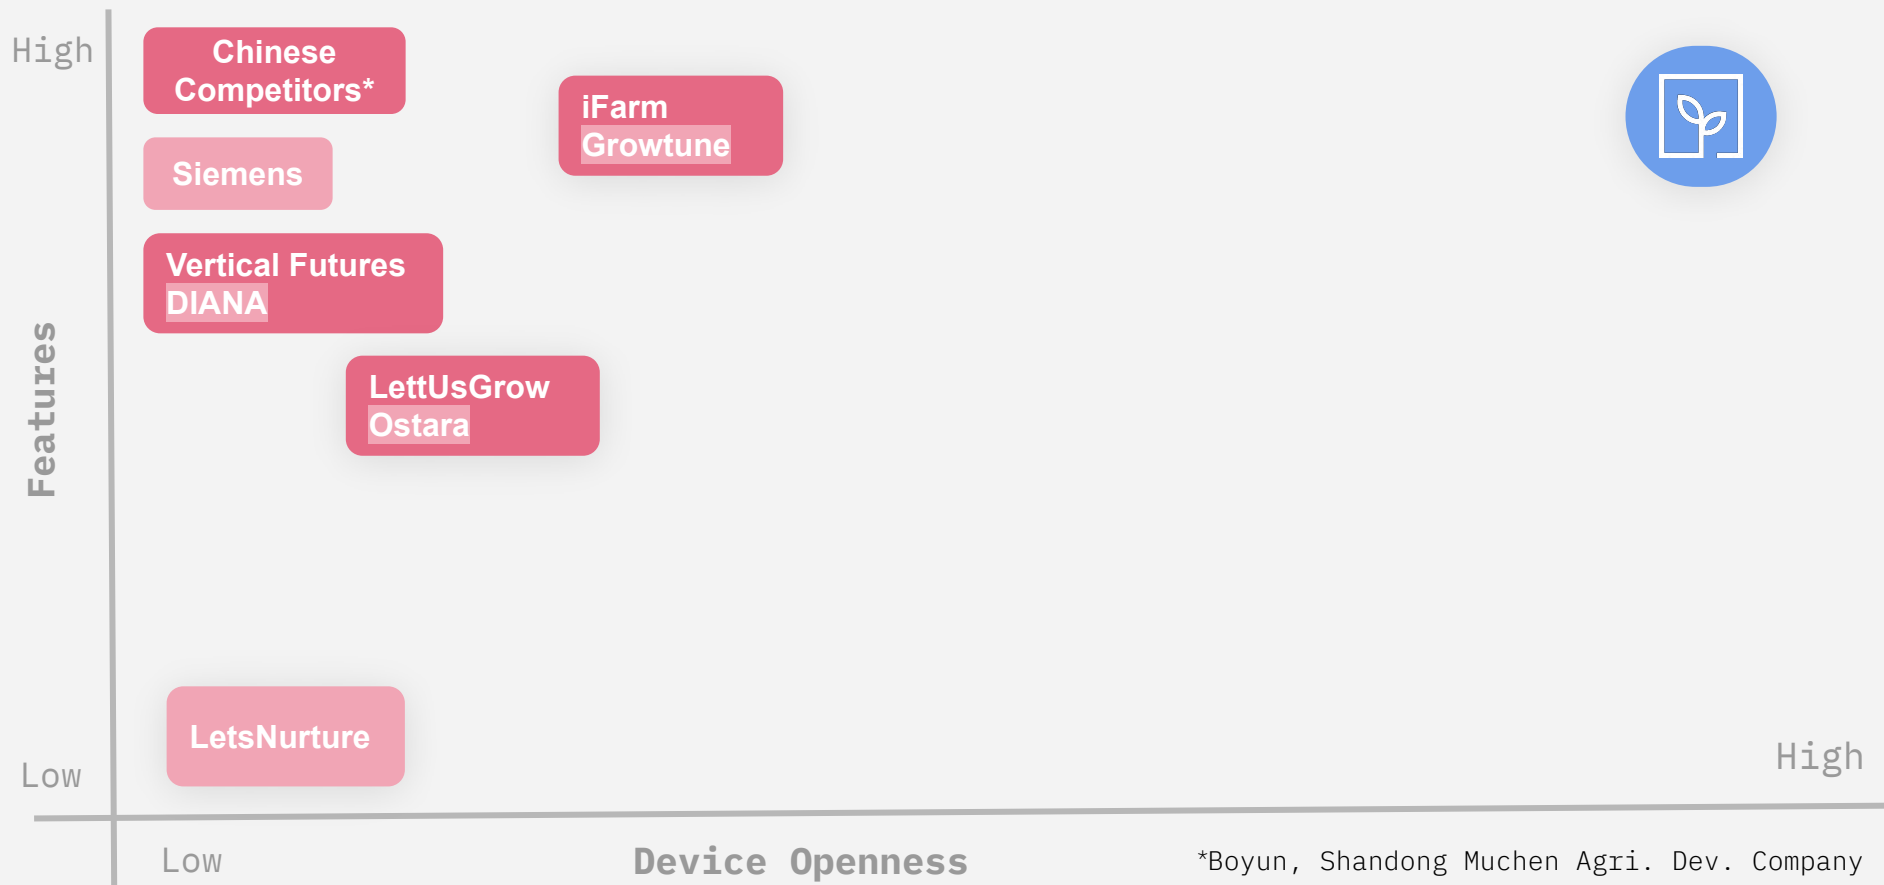 High
Chinese
Competitors*
iFarm
Growtune
Siemens
Vertical Futures
DIANA
LettUsGrow
Ostara
Features
LetsNurture
Low
High
Low
Device Openness
*Boyun, Shandong Muchen Agri. Dev. Company